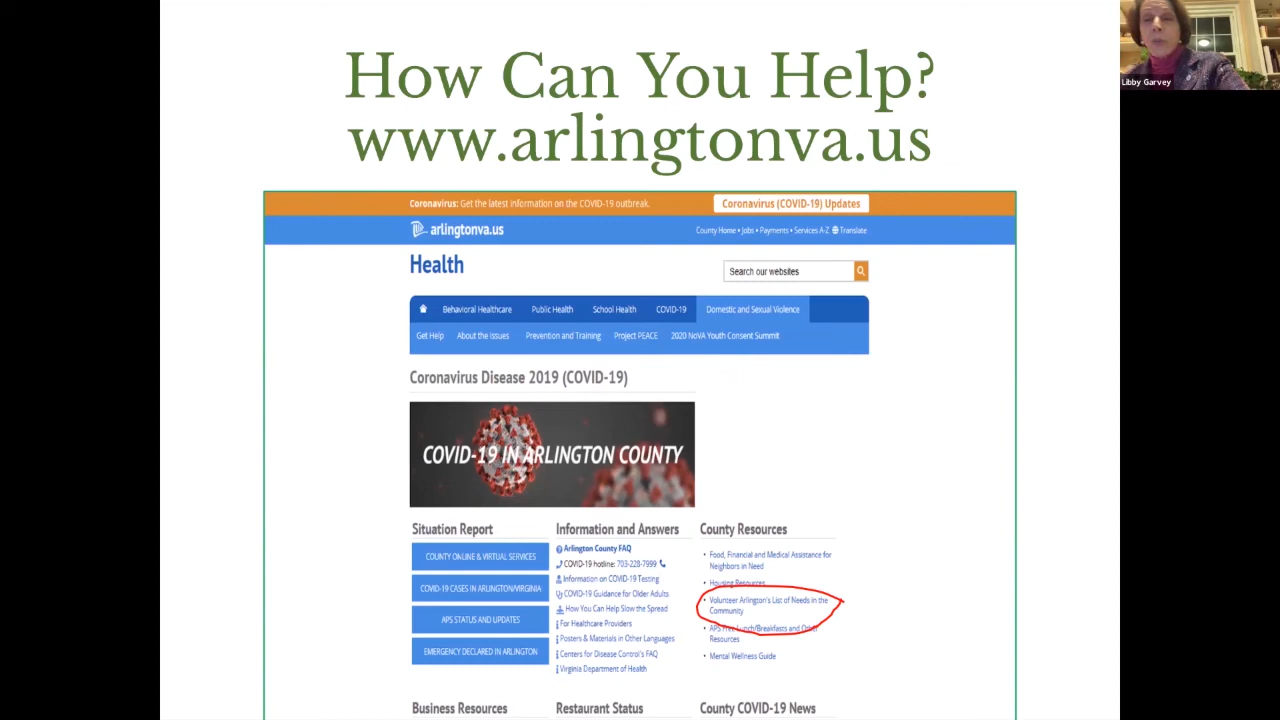 How Can You Help?
www.arlingtonva.us
Libby Garvey
Coronavirus: Get the latest information on the COVID-19 outbreak.
Coronavirus (COVID-19) Updates
arlingtonva.us
County Home • Jobs • Payments • Services A-Z Translate
Health
Search our websites
Behavioral Healthcare Public Health School Health COVID-19 Domestic and Sexual Violence
Get Help About the Issues Prevention and Training Project PEACE 2020 NoVA Youth Consent Summit
Coronavirus Disease 2019 (COVID-19)
COVID-19 IN ARLINGTON COUNTY
Situation Report
COUNTY ONLINE & VIRTUAL SERVICES
COVID-19 CASES IN ARLINGTON/VIRGINIA
APS STATUS AND UPDATES
EMERGENCY DECLARED IN ARLINGTON
Information and Answers
Arlington County FAQ
COVID-19 hotline: 703-228-7999
Information on COVID-19 Testing
COVID-19 Guidance for Older Adults
How You Can Help Slow the Spread
For Healthcare Providers
Posters & Materials in Other Languages
Centers for Disease Control's FAQ
Virginia Department of Health
County Resources
• Food, Financial and Medical Assistance for
Neighbors in Need
• Housing Resources
• Volunteer Arlington's List of Needs in the
Community
• APS Free Lunch/Breakfasts and Other
Resources
• Mental Wellness Guide
Business Resources
Restaurant Status
County COVID-19 News